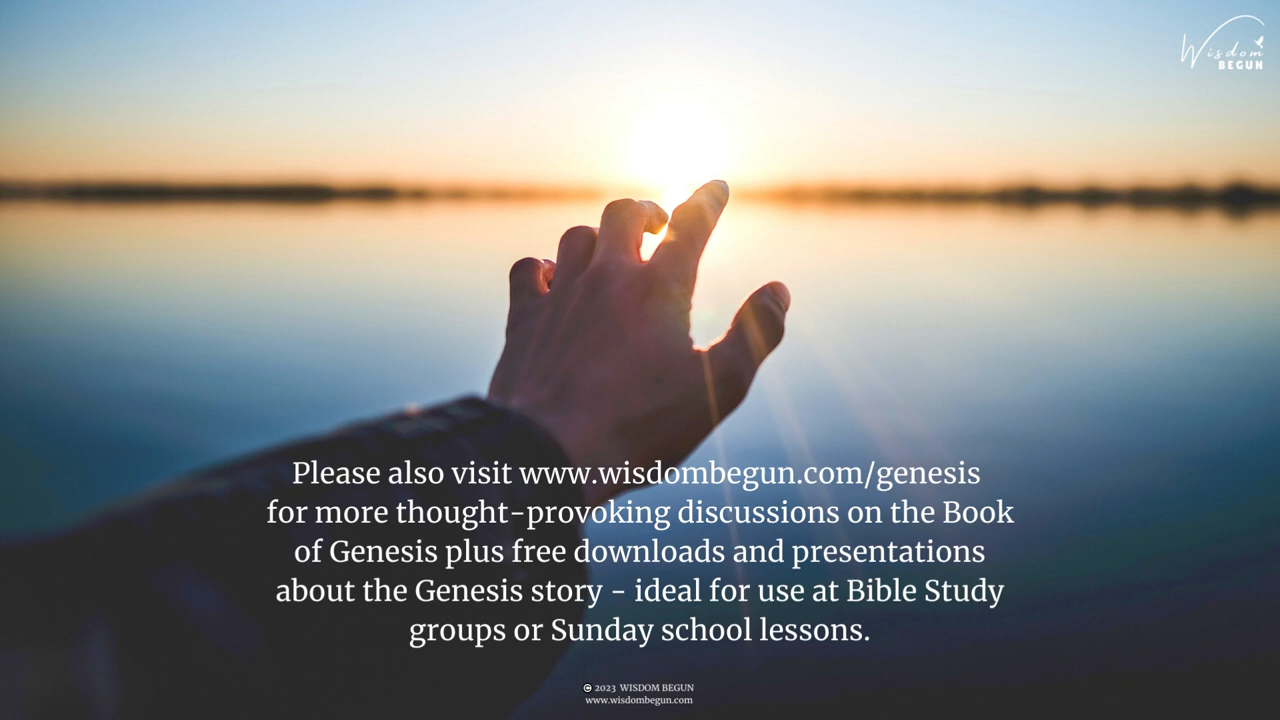 Wisdom
BEGUN
Please also visit www.wisdombegun.com/genesis
for more thought-provoking discussions on the Book
of Genesis plus free downloads and presentations
about the Genesis story - ideal for use at Bible Study
groups or Sunday school lessons.
© 2023 WISDOM BEGUN
www.wisdombegun.com